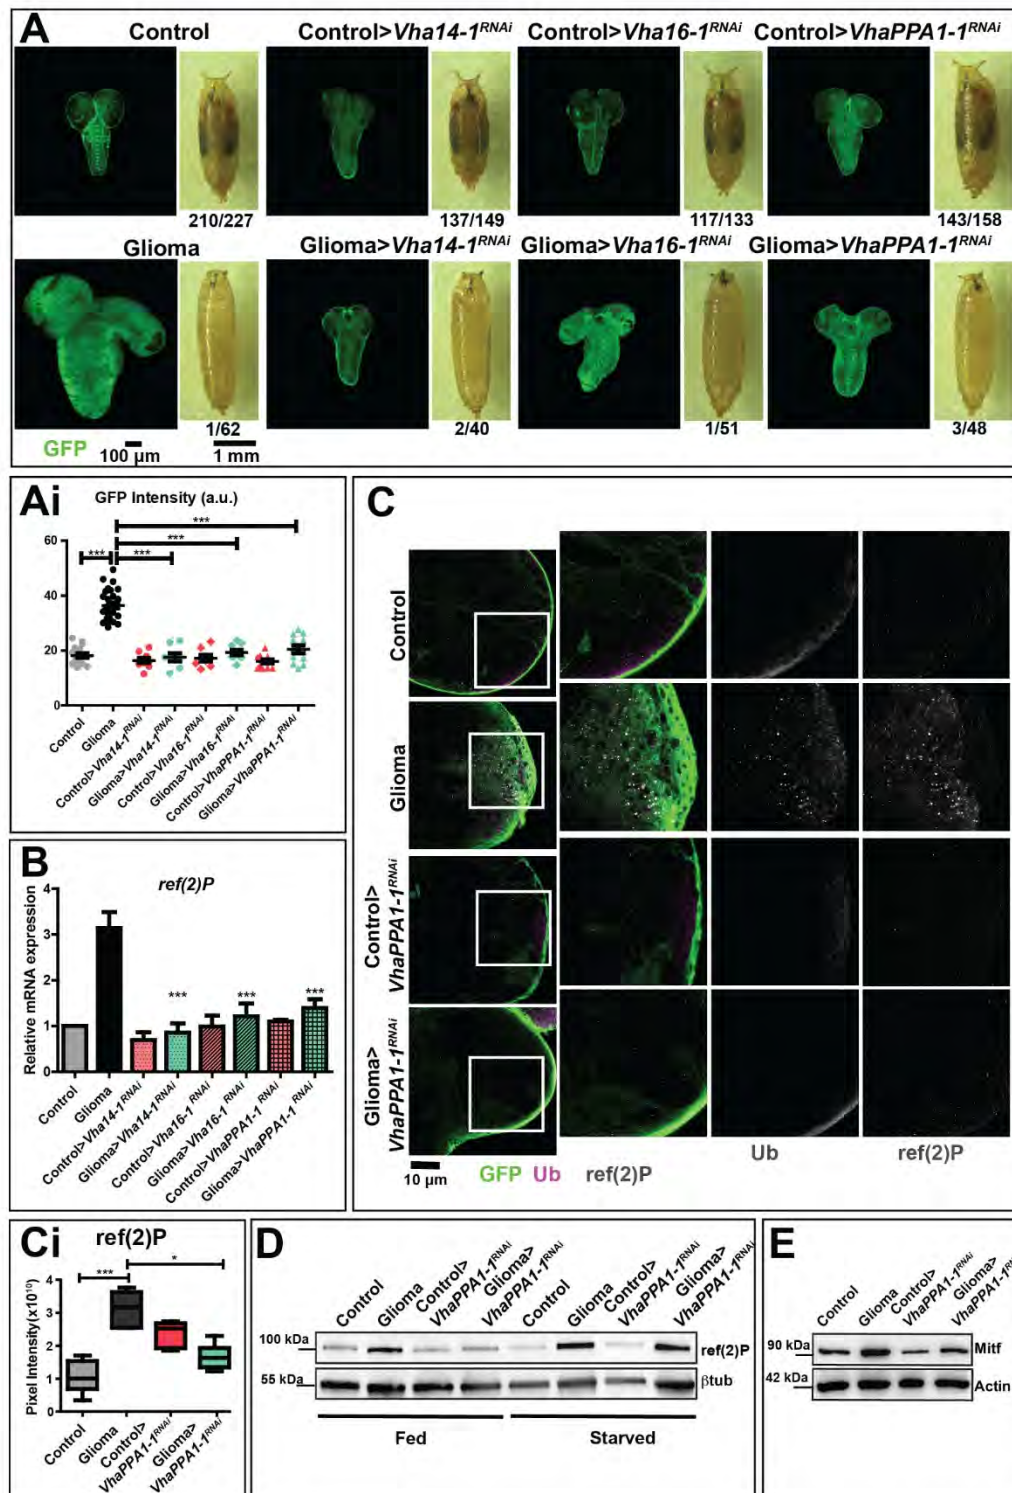 A
Control
Control>Vha14-1RNAi
Control>Vha16-1RNAi
Control>VhaPPA1-1RNAi
210/227
137/149
117/133
143/158
Glioma
Glioma>Vha14-1RNAi
Glioma>Vha16-1RNAi
Glioma>VhaPPA1-1RNAi
1/62
2/40
1/51
3/48
GFP
100 µm
1 mm
Ai
GFP Intensity (a.u.)
***
***
***
***
60
40
20
0
Control
Glioma
Control>Vha14-1RNAi
Glioma>Vha14-1RNAi
Control>Vha16-1RNAi
Glioma>Vha16-1RNAi
Control>VhaPPA1-1RNAi
Glioma>VhaPPA1-1RNAi
B
ref(2)P
Relative mRNA expression
4
3
2
1
0
***
***
***
Control
Glioma
Control>Vha14-1RNAi
Glioma>Vha14-1RNAi
Control>Vha16-1RNAi
Glioma>Vha16-1RNAi
Control>VhaPPA1-1RNAi
Glioma>VhaPPA1-1RNAi
C
Control
Glioma
Control>
VhaPPA1-1RNAi
Glioma>
VhaPPA1-1RNAi
10 µm
GFP Ub ref(2)P
Ub
ref(2)P
Ci
ref(2)P
***
*
Pixel Intensity(x10¹⁰)
4
3
2
1
0
Control
Glioma
Control>
VhaPPA1-1RNAi
Glioma>
VhaPPA1-1RNAi
D
Control
Glioma
Control>
VhaPPA1-1RNAi
Glioma>
VhaPPA1-1RNAi
Control
Glioma
Control>
VhaPPA1-1RNAi
Glioma>
VhaPPA1-1RNAi
100 kDa
ref(2)P
55 kDa
βtub
Fed
Starved
E
Control
Glioma
Control>
VhaPPA1-1RNAi
Glioma>
VhaPPA1-1RN
90 kDa
Mitf
42 kDa
Actin